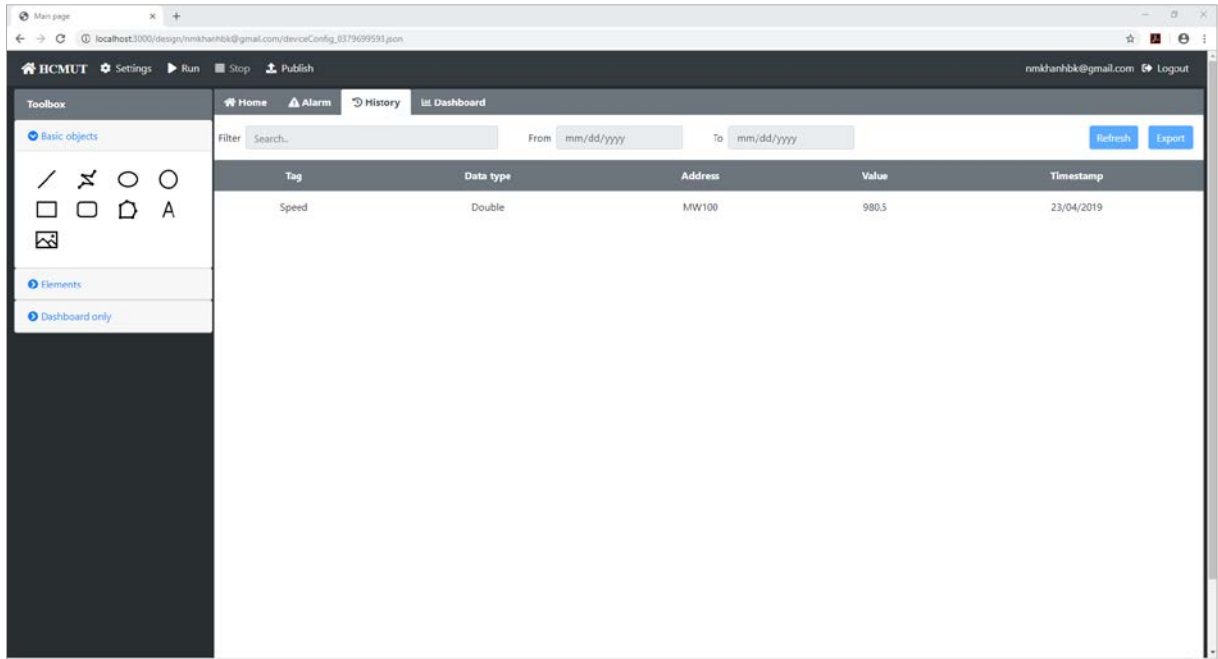 Main page
localhost:3000/design/nmkhanhbk@gmail.com/deviceConfig_0379699593.json
HCMUT Settings Run Stop Publish nmkhanhbk@gmail.com Logout
Toolbox Home Alarm History Dashboard
Basic objects Filter Search.. From mm/dd/yyyy To mm/dd/yyyy Refresh Export
Tag Data type Address Value Timestamp
A Speed Double MW100 980.5 23/04/2019
Elements
Dashboard only